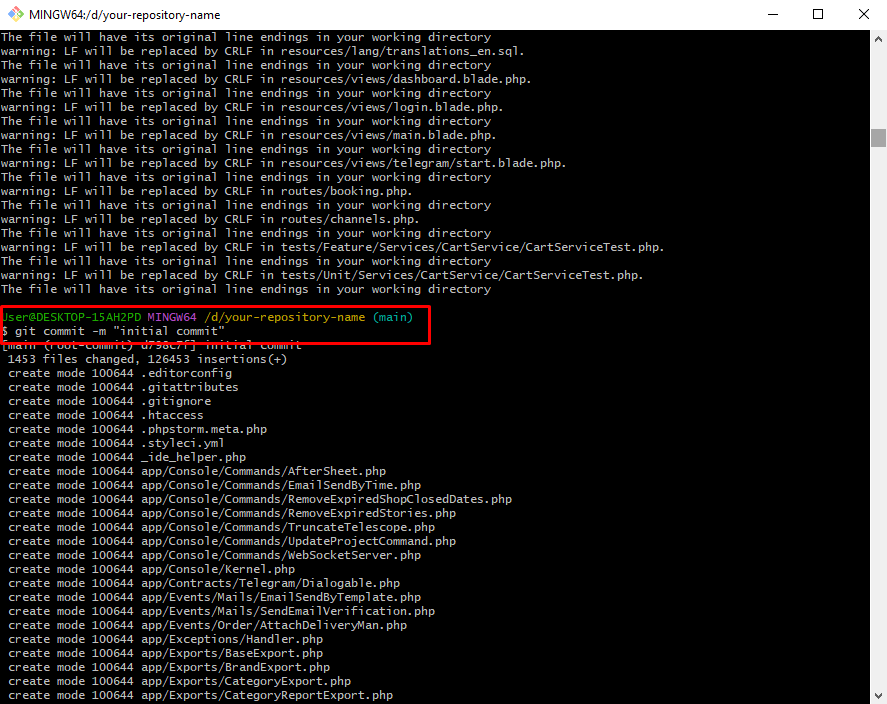 MINGW64:/d/your-repository-name
The file will have its original line endings in your working directory
warning: LF will be replaced by CRLF in resources/lang/translations_en.sql.
The file will have its original line endings in your working directory
warning: LF will be replaced by CRLF in resources/views/dashboard.blade.php.
The file will have its original line endings in your working directory
warning: LF will be replaced by CRLF in resources/views/login.blade.php.
The file will have its original line endings in your working directory
warning: LF will be replaced by CRLF in resources/views/main.blade.php.
The file will have its original line endings in your working directory
warning: LF will be replaced by CRLF in resources/views/telegram/start.blade.php.
The file will have its original line endings in your working directory
warning: LF will be replaced by CRLF in routes/booking.php.
The file will have its original line endings in your working directory
warning: LF will be replaced by CRLF in routes/channels.php.
The file will have its original line endings in your working directory
warning: LF will be replaced by CRLF in tests/Feature/Services/CartService/CartServiceTest.php.
The file will have its original line endings in your working directory
warning: LF will be replaced by CRLF in tests/Unit/Services/CartService/CartServiceTest.php.
The file will have its original line endings in your working directory
User@DESKTOP-15AH2PD MINGW64 /d/your-repository-name (main)
$ git commit -m "initial commit"
[main (root-commit) d798c7f] initial commit
1453 files changed, 126453 insertions(+)
create mode 100644 .editorconfig
create mode 100644 .gitattributes
create mode 100644 .gitignore
create mode 100644 .htaccess
create mode 100644 .phpstorm.meta.php
create mode 100644 .styleci.yml
create mode 100644 _ide_helper.php
create mode 100644 app/Console/Commands/AfterSheet.php
create mode 100644 app/Console/Commands/EmailSendByTime.php
create mode 100644 app/Console/Commands/RemoveExpiredShopClosedDates.php
create mode 100644 app/Console/Commands/RemoveExpiredStories.php
create mode 100644 app/Console/Commands/TruncateTelescope.php
create mode 100644 app/Console/Commands/UpdateProjectCommand.php
create mode 100644 app/Console/Commands/WebSocketServer.php
create mode 100644 app/Console/Kernel.php
create mode 100644 app/Contracts/Telegram/Dialogable.php
create mode 100644 app/Events/Mails/EmailSendByTemplate.php
create mode 100644 app/Events/Mails/SendEmailVerification.php
create mode 100644 app/Events/Order/AttachDeliveryMan.php
create mode 100644 app/Exceptions/Handler.php
create mode 100644 app/Exports/BaseExport.php
create mode 100644 app/Exports/BrandExport.php
create mode 100644 app/Exports/CategoryExport.php
create mode 100644 app/Exports/CategoryReportExport.php